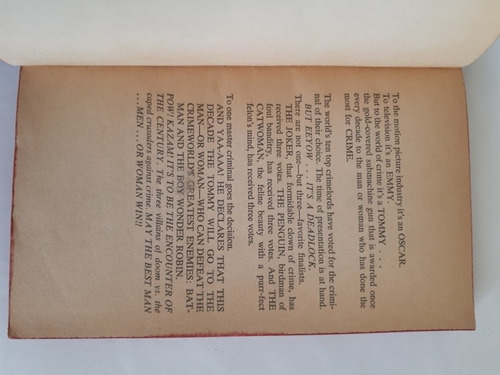 To the motion picture industry it's an OSCAR.
To television it's an EMMY.
But to the world of crime it's a TOMMY . . .
the gold-covered submachine gun that is awarded once
every decade to the man or woman who has done the
most for CRIME.
The world's ten top crimelords have voted for the crimi-
nal of their choice. The time of presentation is at hand.
BUT EEYOW . . . IT'S A DEADLOCK.
There are not one—but three—favorite finalists.
THE JOKER, that formidable clown of crime, has
received three votes. THE PENGUIN, birdman of
foul banditry, has received three votes. And THE
CATWOMAN, the feline beauty with a purr-fect
felon's mind, has received three votes.
To one master criminal goes the decision.
AND YAA-AAA! HE DECLARES THAT THIS
DECADE THE TOMMY WILL GO TO THE
MAN—OR WOMAN—WHO CAN DEFEAT THE
CRIMEWORLD'S GREATEST ENEMIES: BAT-
MAN AND THE BOY WONDER ROBIN.
POW! KAZAM! IT'S TO BE THE ENCOUNTER OF
THE CENTURY. The three villains of doom vs. the
caped crusaders against crime. MAY THE BEST MAN
. . . MEN . . . OR WOMAN WIN!!